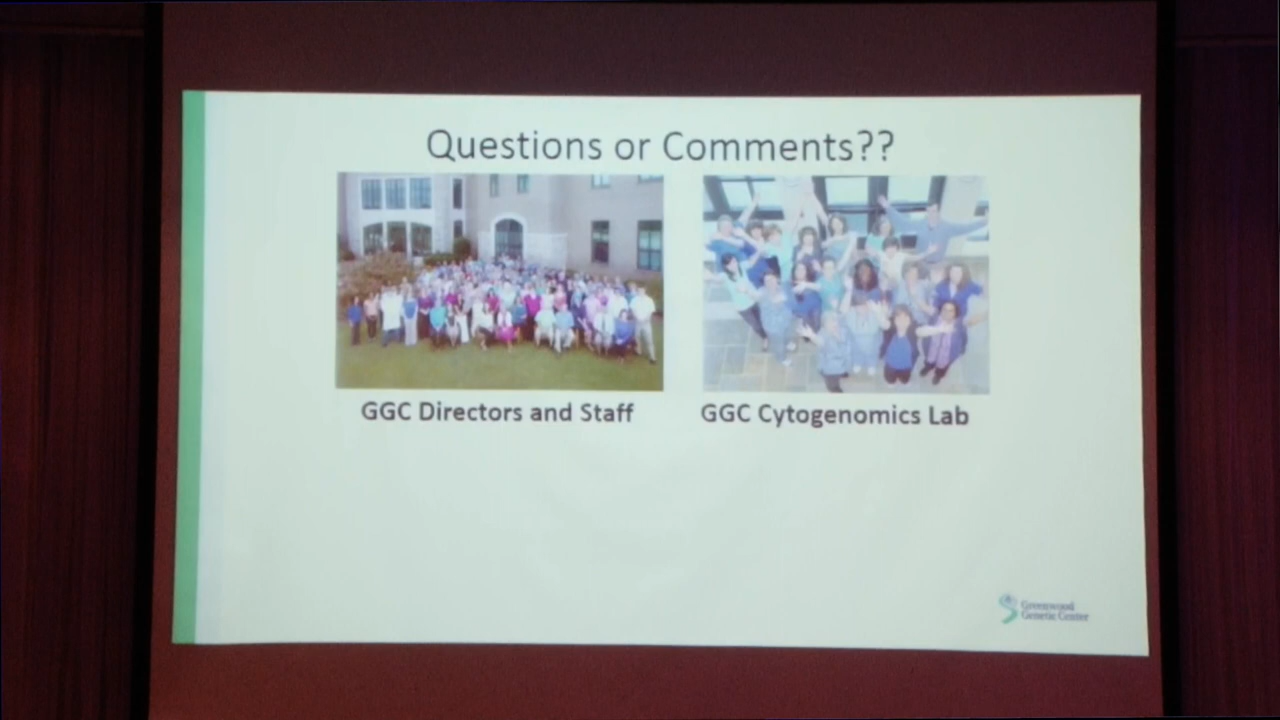 Questions or Comments??
GGC Directors and Staff
GGC Cytogenomics Lab
Greenwood
Genetic Center